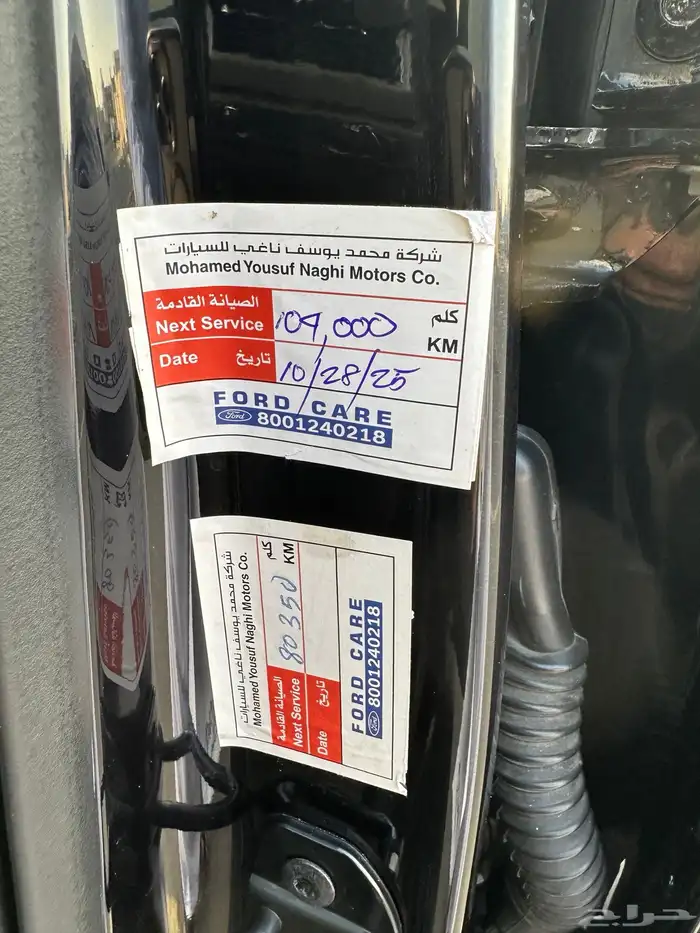 شركة محمد يوسف ناغي للسيارات
Mohamed Yousuf Naghi Motors Co.
الصيانة القادمة
Next Service 109,000 كلم KM
Date تاريخ 10/28/25
FORD CARE
Ford 8001240218
شركة محمد يوسف ناغي للسيارات
Mohamed Yousuf Naghi Motors Co.
الصيانة القادمة
Next Service 80350 كلم KM
Date تاريخ
FORD CARE
Ford 8001240218
حراج